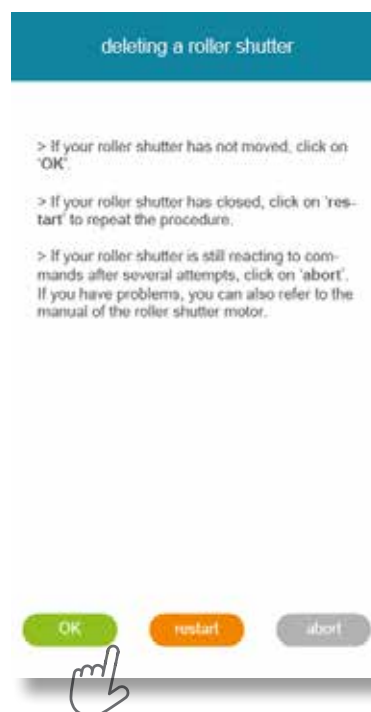 deleting a roller shutter
> If your roller shutter has not moved, click on
'OK'.
> If your roller shutter has closed, click on 'res-
tart' to repeat the procedure.
> If your roller shutter is still reacting to com-
mands after several attempts, click on 'abort'.
If you have problems, you can also refer to the
manual of the roller shutter motor.
OK restart abort